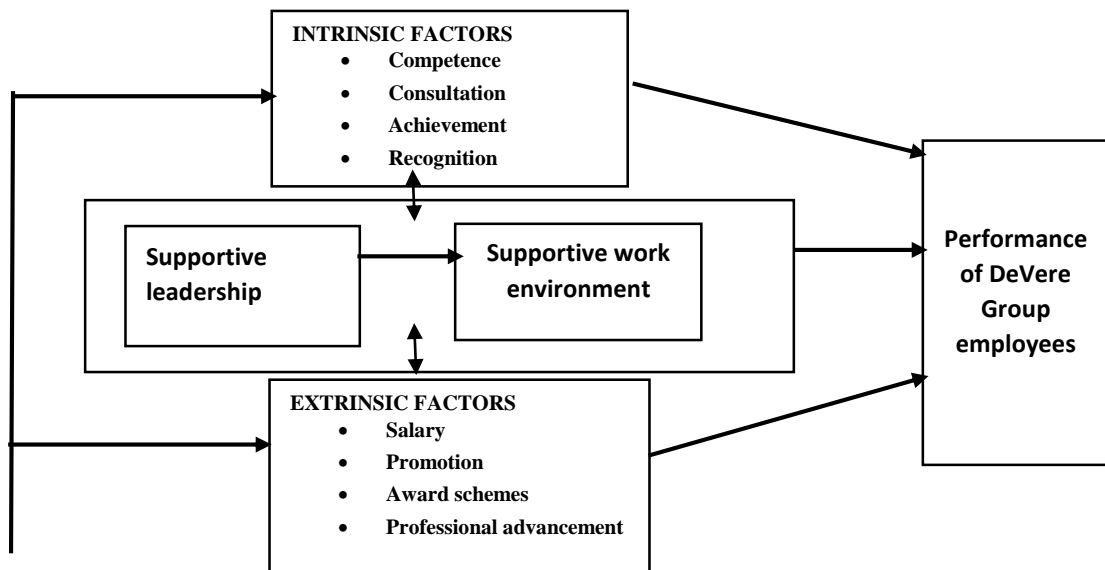 INTRINSIC FACTORS
• Competence
• Consultation
• Achievement
• Recognition
Supportive
leadership
Supportive work
environment
Performance
of DeVere
Group
employees
EXTRINSIC FACTORS
• Salary
• Promotion
• Award schemes
• Professional advancement